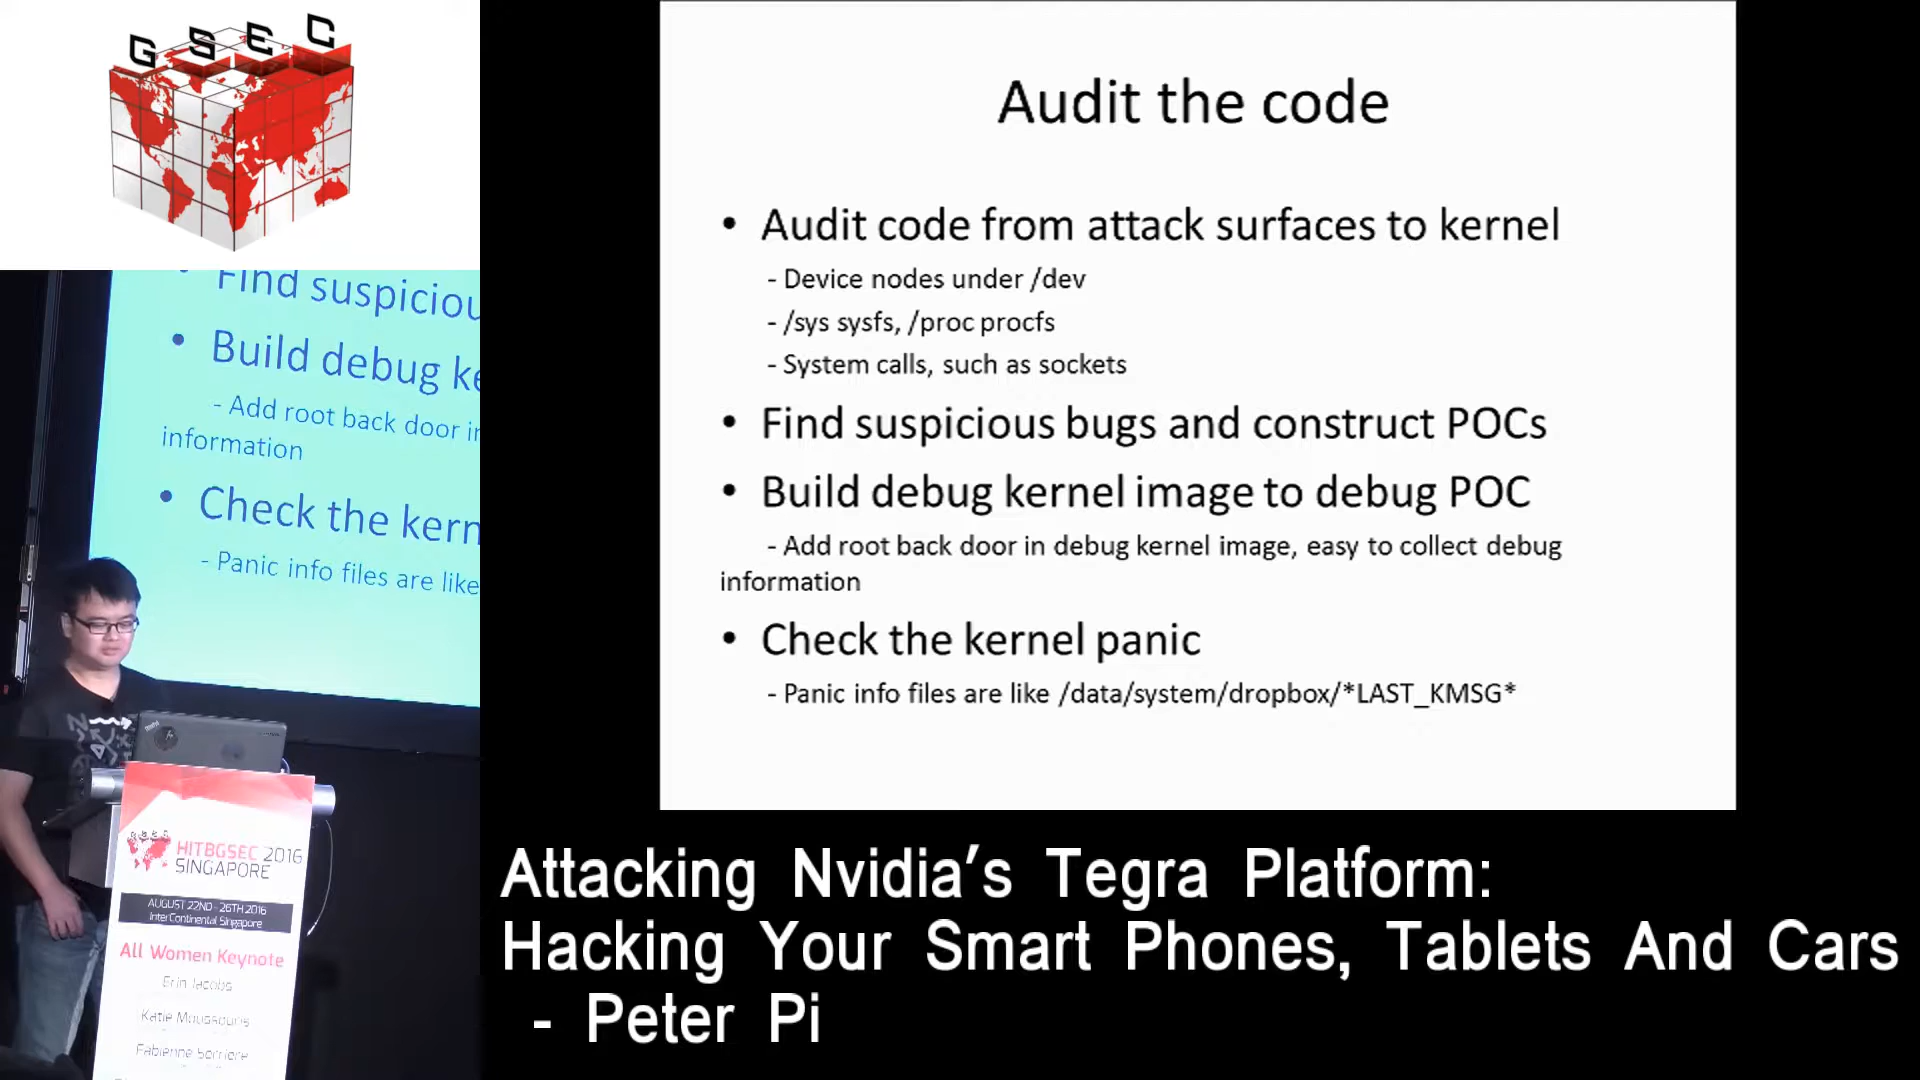 GSEC
Find suspiciou
Build debug ke
- Add root back door in
information
Check the kern
- Panic info files are like
HITBGSEC 2016
SINGAPORE
AUGUST 22ND - 26TH 2016
InterContinental Singapore
All Women Keynote
Erin Jacobs
Katie Moussouris
Audit the code
• Audit code from attack surfaces to kernel
- Device nodes under /dev
- /sys sysfs, /proc procfs
- System calls, such as sockets
• Find suspicious bugs and construct POCs
• Build debug kernel image to debug POC
- Add root back door in debug kernel image, easy to collect debug
information
• Check the kernel panic
- Panic info files are like /data/system/dropbox/*LAST_KMSG*
Attacking Nvidia's Tegra Platform:
Hacking Your Smart Phones, Tablets And Cars
- Peter Pi